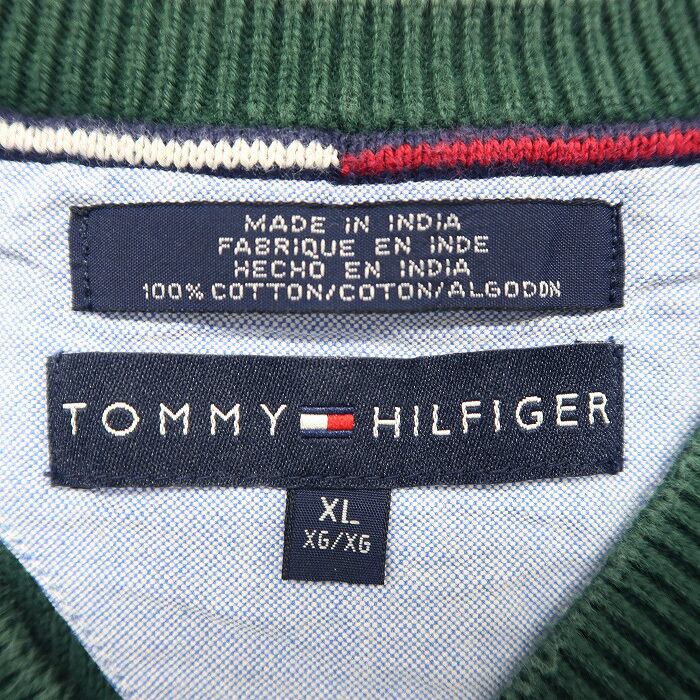 MADE IN INDIA
FABRIQUE EN INDE
HECHO EN INDIA
100% COTTON/COTON/ALGODON
TOMMY HILFIGER
XL
XG/XG